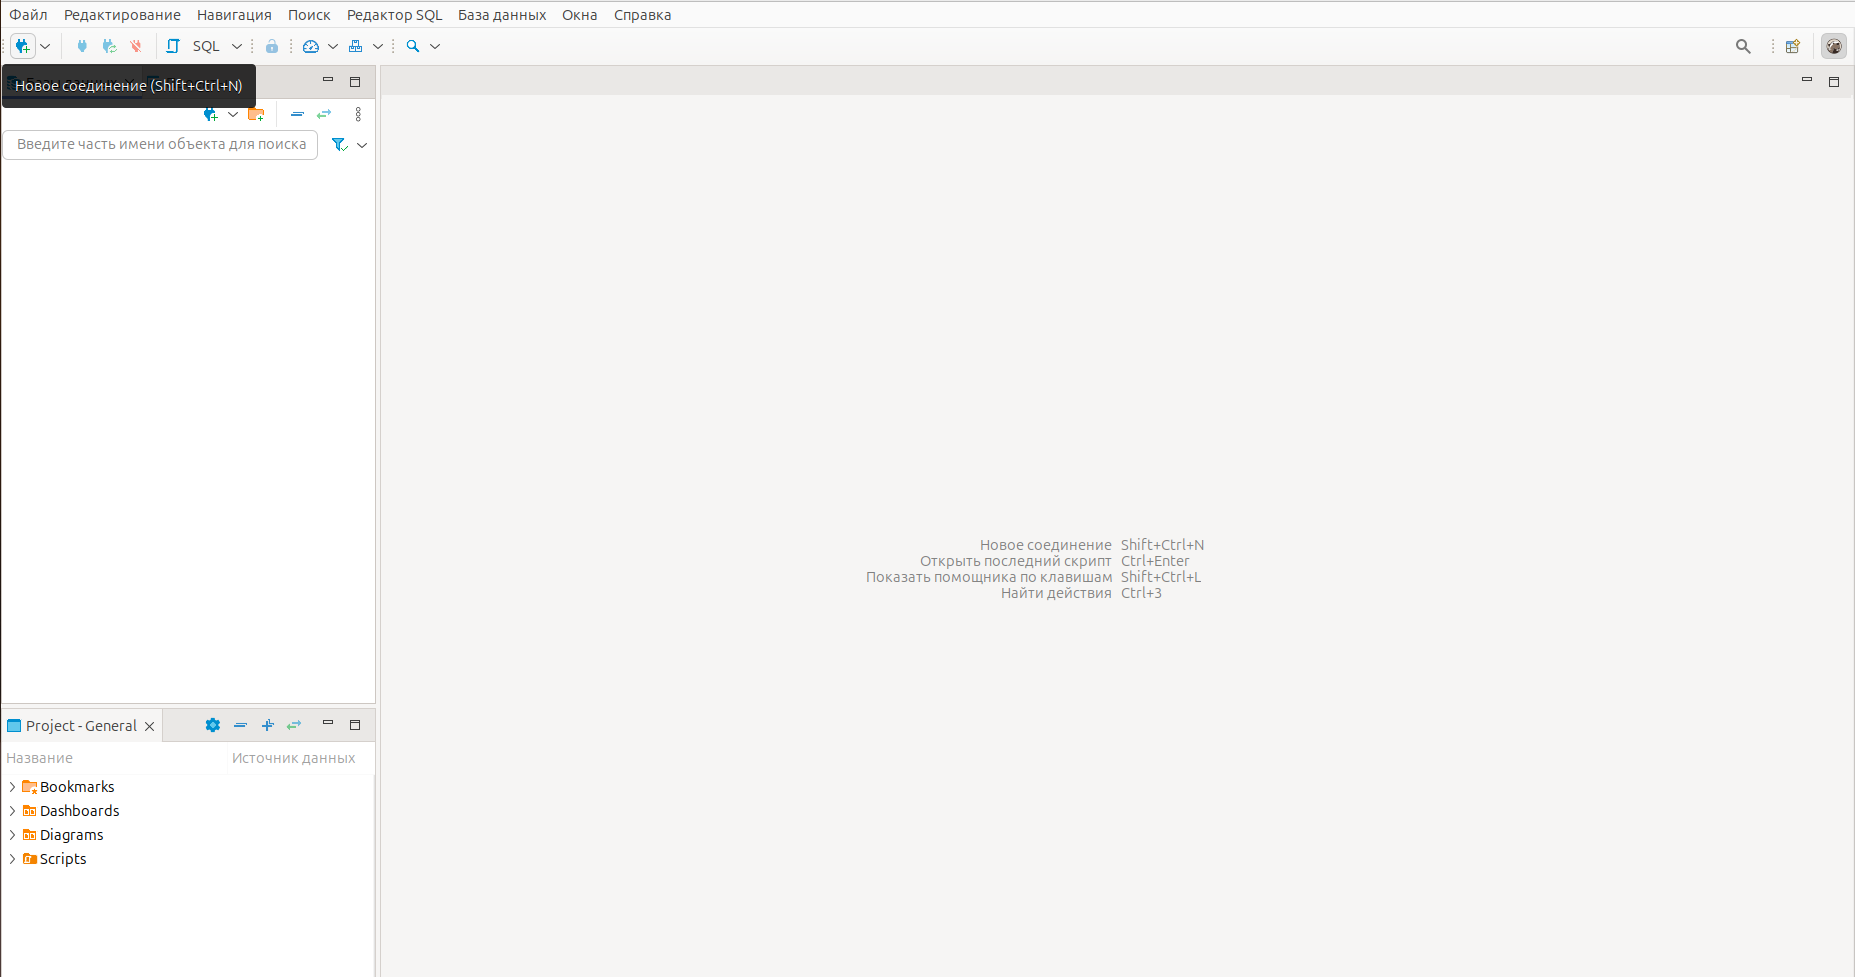 Файл Редактирование Навигация Поиск Редактор SQL База данных Окна Справка
SQL
Новое соединение (Shift+Ctrl+N)
Введите часть имени объекта для поиска
Новое соединение Shift+Ctrl+N
Открыть последний скрипт Ctrl+Enter
Показать помощника по клавишам Shift+Ctrl+L
Найти действия Ctrl+3
Project - General
Название Источник данных
Bookmarks
Dashboards
Diagrams
Scripts